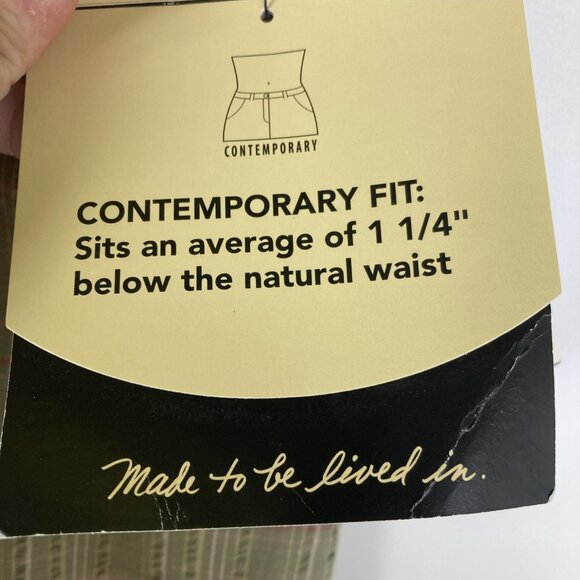 CONTEMPORARY
CONTEMPORARY FIT:
Sits an average of 1 1/4"
below the natural waist
Made to be lived in.